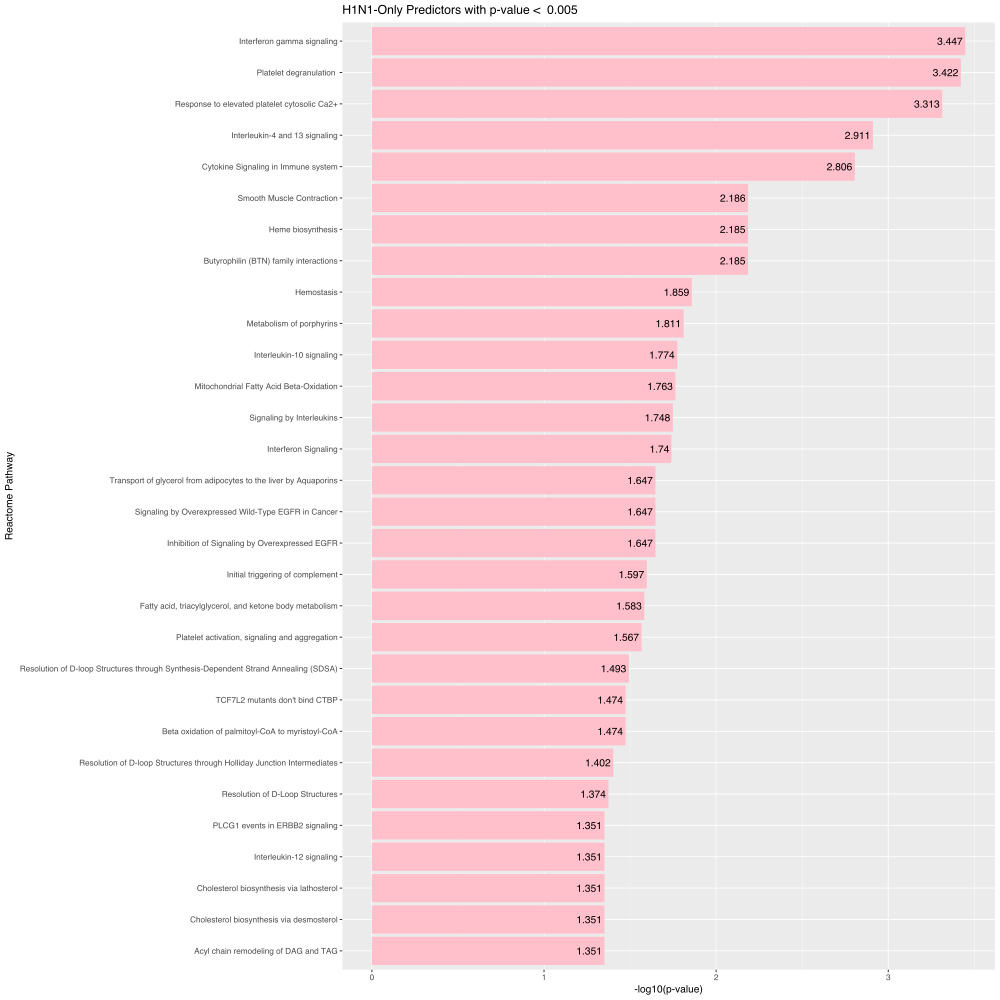 H1N1-Only Predictors with p-value < 0.005
Reactome Pathway
Interferon gamma signaling 3.447
Platelet degranulation 3.422
Response to elevated platelet cytosolic Ca2+ 3.313
Interleukin-4 and 13 signaling 2.911
Cytokine Signaling in Immune system 2.806
Smooth Muscle Contraction 2.186
Heme biosynthesis 2.185
Butyrophilin (BTN) family interactions 2.185
Hemostasis 1.859
Metabolism of porphyrins 1.811
Interleukin-10 signaling 1.774
Mitochondrial Fatty Acid Beta-Oxidation 1.763
Signaling by Interleukins 1.748
Interferon Signaling 1.74
Transport of glycerol from adipocytes to the liver by Aquaporins 1.647
Signaling by Overexpressed Wild-Type EGFR in Cancer 1.647
Inhibition of Signaling by Overexpressed EGFR 1.647
Initial triggering of complement 1.597
Fatty acid, triacylglycerol, and ketone body metabolism 1.583
Platelet activation, signaling and aggregation 1.567
Resolution of D-loop Structures through Synthesis-Dependent Strand Annealing (SDSA) 1.493
TCF7L2 mutants don't bind CTBP 1.474
Beta oxidation of palmitoyl-CoA to myristoyl-CoA 1.474
Resolution of D-loop Structures through Holliday Junction Intermediates 1.402
Resolution of D-Loop Structures 1.374
PLCG1 events in ERBB2 signaling 1.351
Interleukin-12 signaling 1.351
Cholesterol biosynthesis via lathosterol 1.351
Cholesterol biosynthesis via desmosterol 1.351
Acyl chain remodeling of DAG and TAG 1.351
0 1 2 3
-log10(p-value)